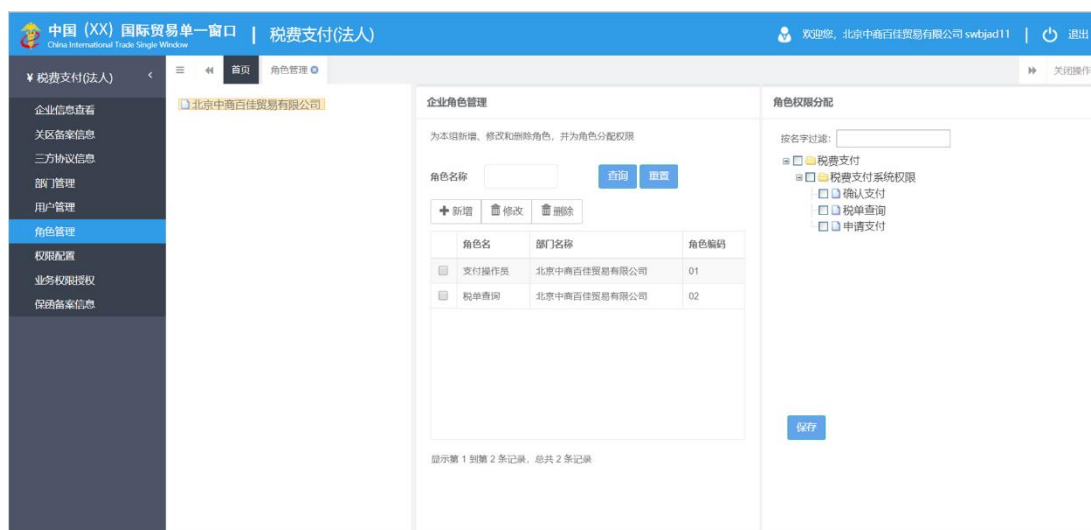 中国（XX）国际贸易单一窗口 | 税费支付(法人)
China International Trade Single Window
欢迎您，北京中商百佳贸易有限公司 swbjad11 | 退出
¥ 税费支付(法人)
首页 角色管理
关闭操作
企业信息查看
关区备案信息
三方协议信息
部门管理
用户管理
角色管理
权限配置
业务权限授权
保函备案信息
北京中商百佳贸易有限公司
企业角色管理
为本组新增、修改和删除角色，并为角色分配权限
角色名称 查询 重置
新增 修改 删除
角色名 部门名称 角色编码
支付操作员 北京中商百佳贸易有限公司 01
税单查询 北京中商百佳贸易有限公司 02
显示第 1 到第 2 条记录，总共 2 条记录
角色权限分配
按名字过滤:
税费支付
税费支付系统权限
确认支付
税单查询
申请支付
保存